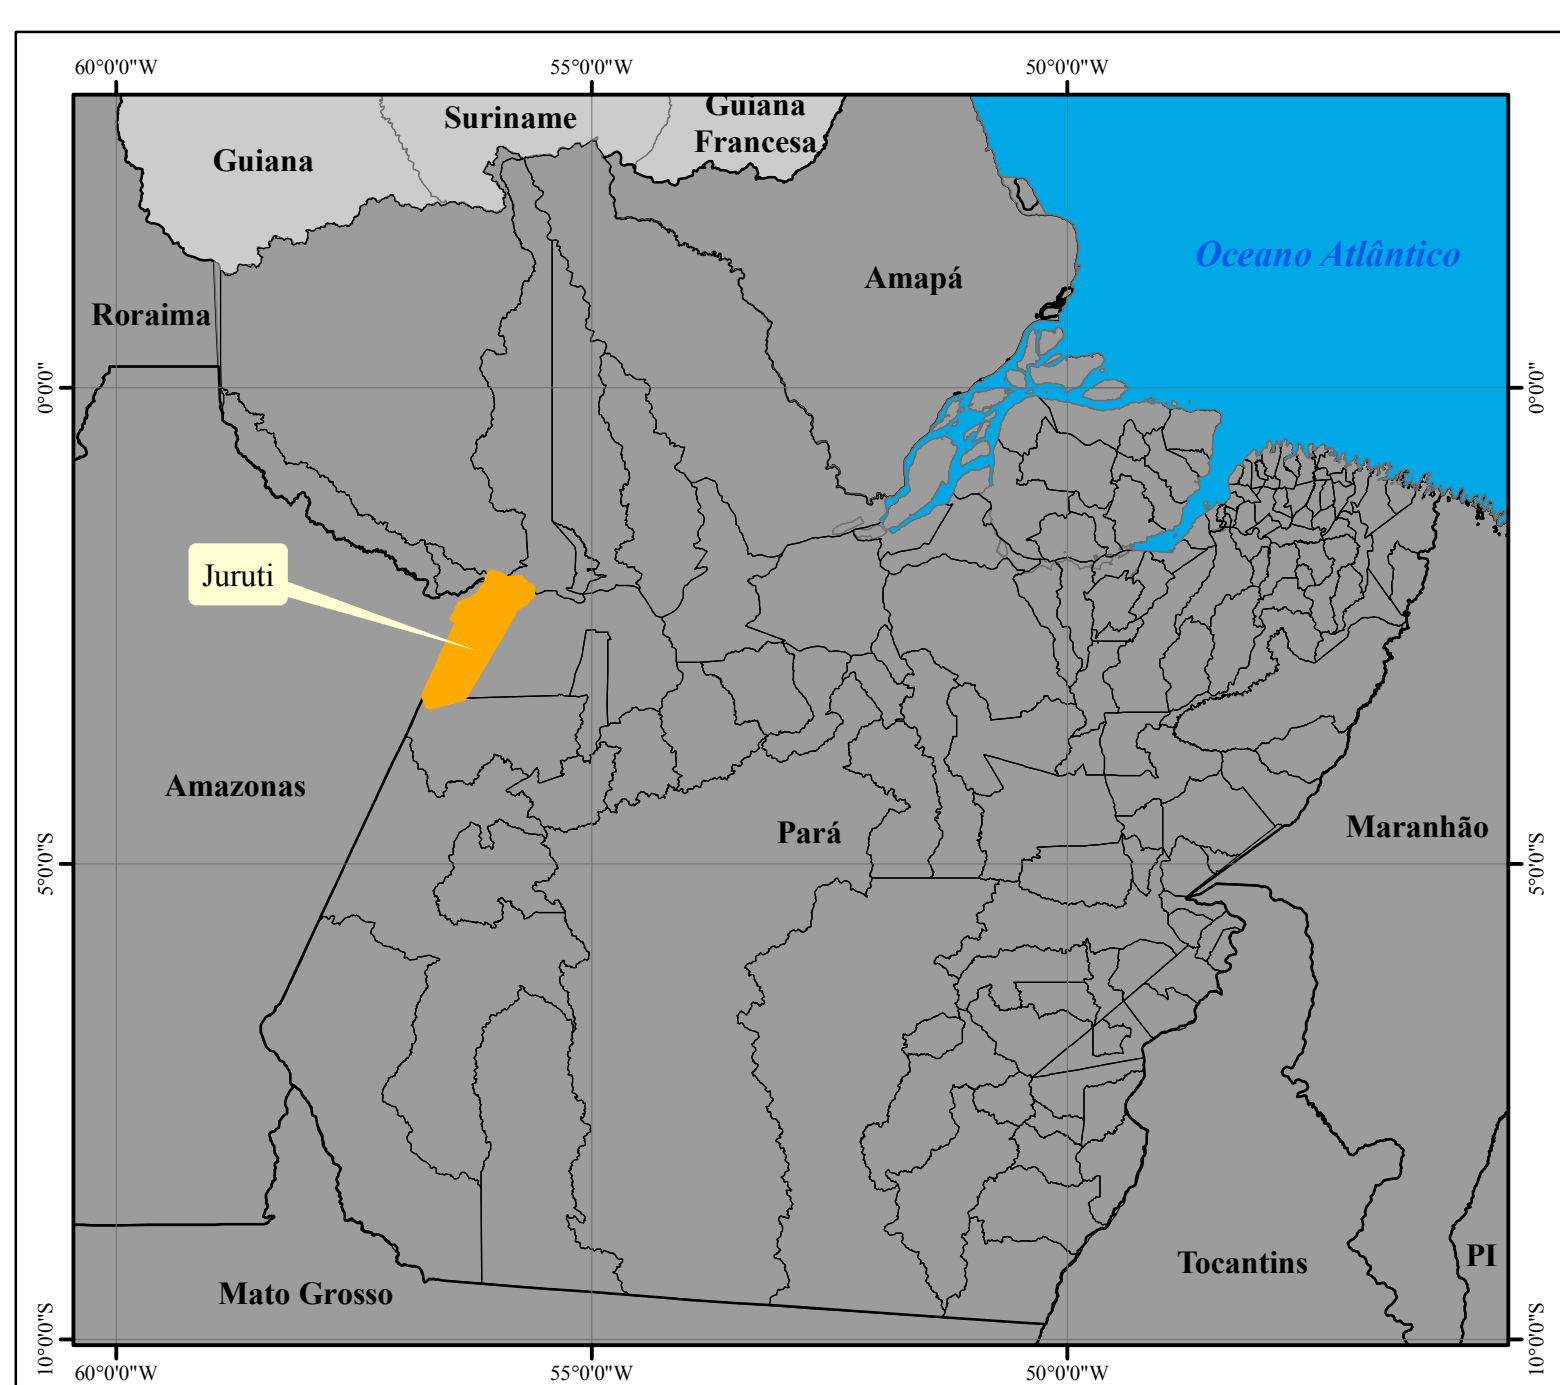 60°0'0"W
55°0'0"W
50°0'0"W
Guiana
Francesa
Suriname
Guiana
Oceano Atlântico
Amapá
Roraima
0°0'0"
0°0'0"
Juruti
Amazonas
Pará
Maranhão
5°0'0"S
5°0'0"S
Tocantins
PI
Mato Grosso
10°0'0"S
10°0'0"S
60°0'0"W
55°0'0"W
50°0'0"W